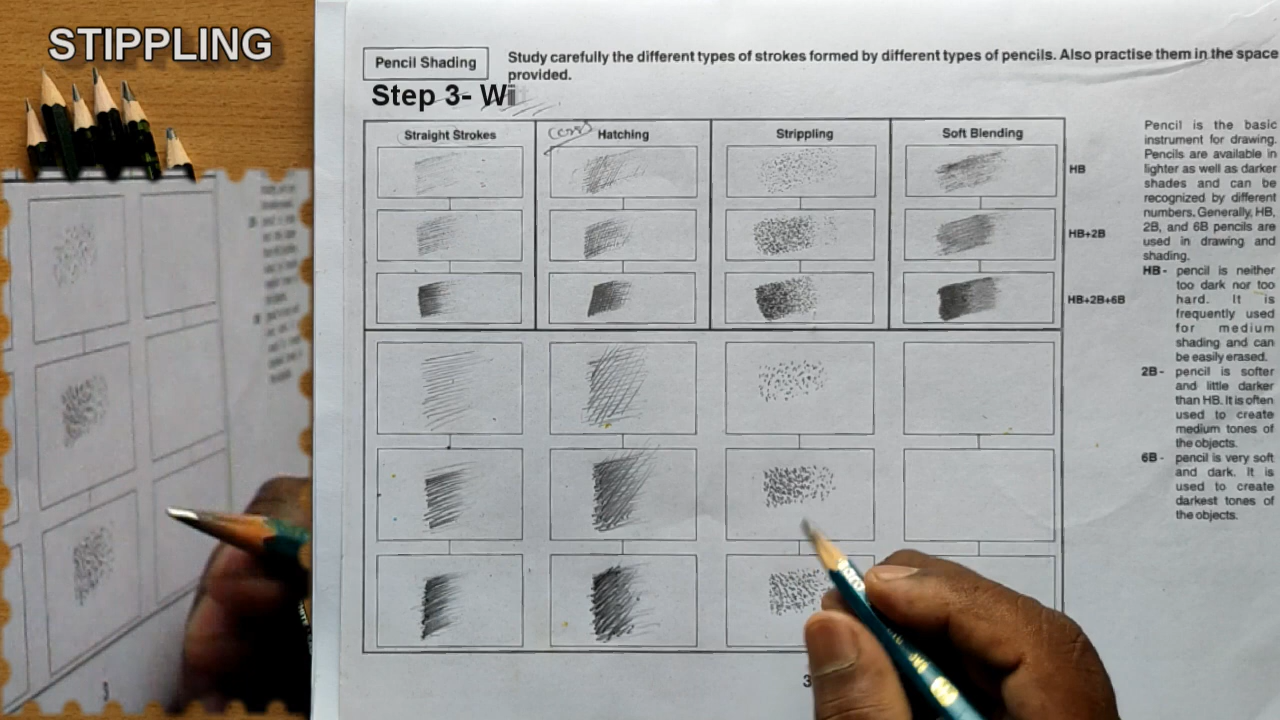 STIPPLING
Pencil Shading
Study carefully the different types of strokes formed by different types of pencils. Also practise them in the space
provided.
Step 3- Wi
Straight Strokes
Hatching
Strippling
Soft Blending
HB
HB+2B
HB+2B+6B
Pencil is the basic
instrument for drawing.
Pencils are available in
lighter as well as darker
shades and can be
recognized by different
numbers. Generally, HB,
2B, and 6B pencils are
used in drawing and
shading.
HB - pencil is neither
too dark nor too
hard. It is
frequently used
for medium
shading and can
be easily erased.
2B - pencil is softer
and little darker
than HB. It is often
used to create
medium tones of
the objects.
6B - pencil is very soft
and dark. It is
used to create
darkest tones of
the objects.
3
3